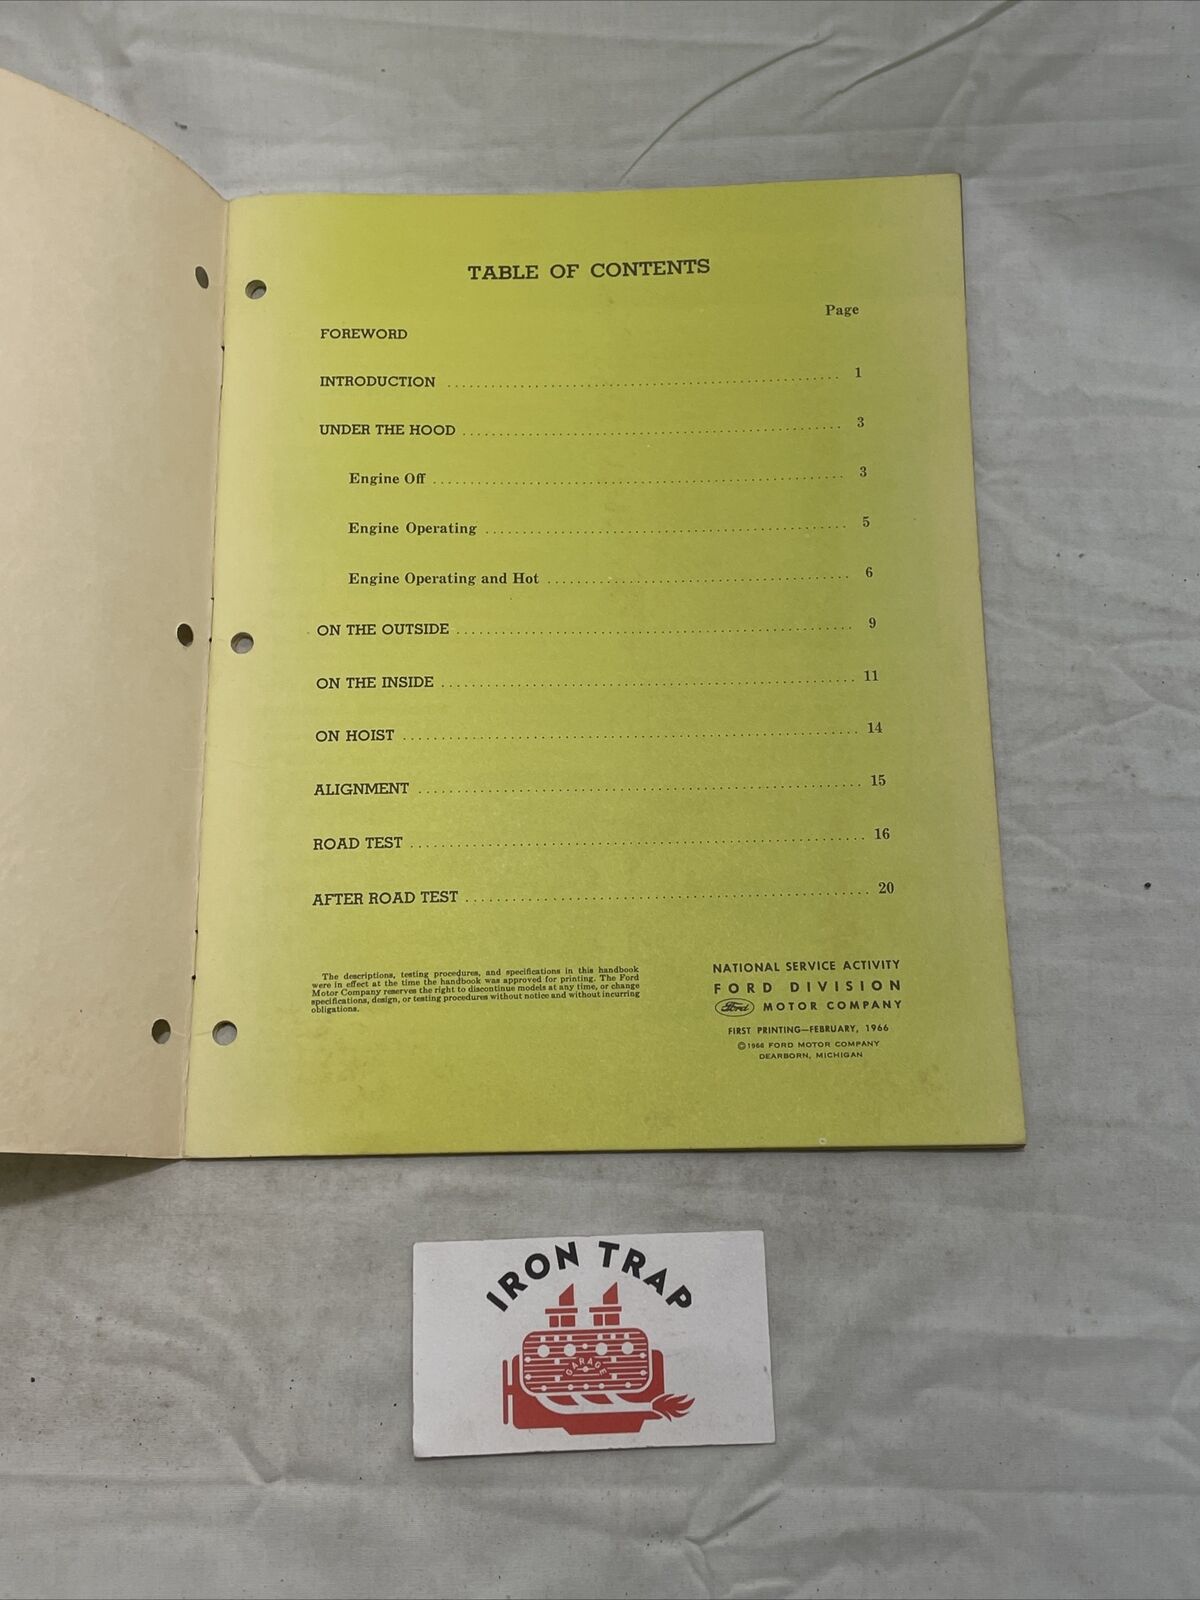 TABLE OF CONTENTS
Page
FOREWORD
INTRODUCTION ........ 1
UNDER THE HOOD ........ 3
Engine Off ........ 3
Engine Operating ........ 5
Engine Operating and Hot ........ 6
ON THE OUTSIDE ........ 9
ON THE INSIDE ........ 11
ON HOIST ........ 14
ALIGNMENT ........ 15
ROAD TEST ........ 16
AFTER ROAD TEST ........ 20
The descriptions, testing procedures, and specifications in this handbook
were in effect at the time the handbook was approved for printing. The Ford
Motor Company reserves the right to discontinue models at any time, or change
specifications, design, or testing procedures without notice and without incurring
obligations.
NATIONAL SERVICE ACTIVITY
FORD DIVISION
Ford MOTOR COMPANY
FIRST PRINTING—FEBRUARY, 1966
©1966 FORD MOTOR COMPANY
DEARBORN, MICHIGAN
IRON TRAP
GARAGE